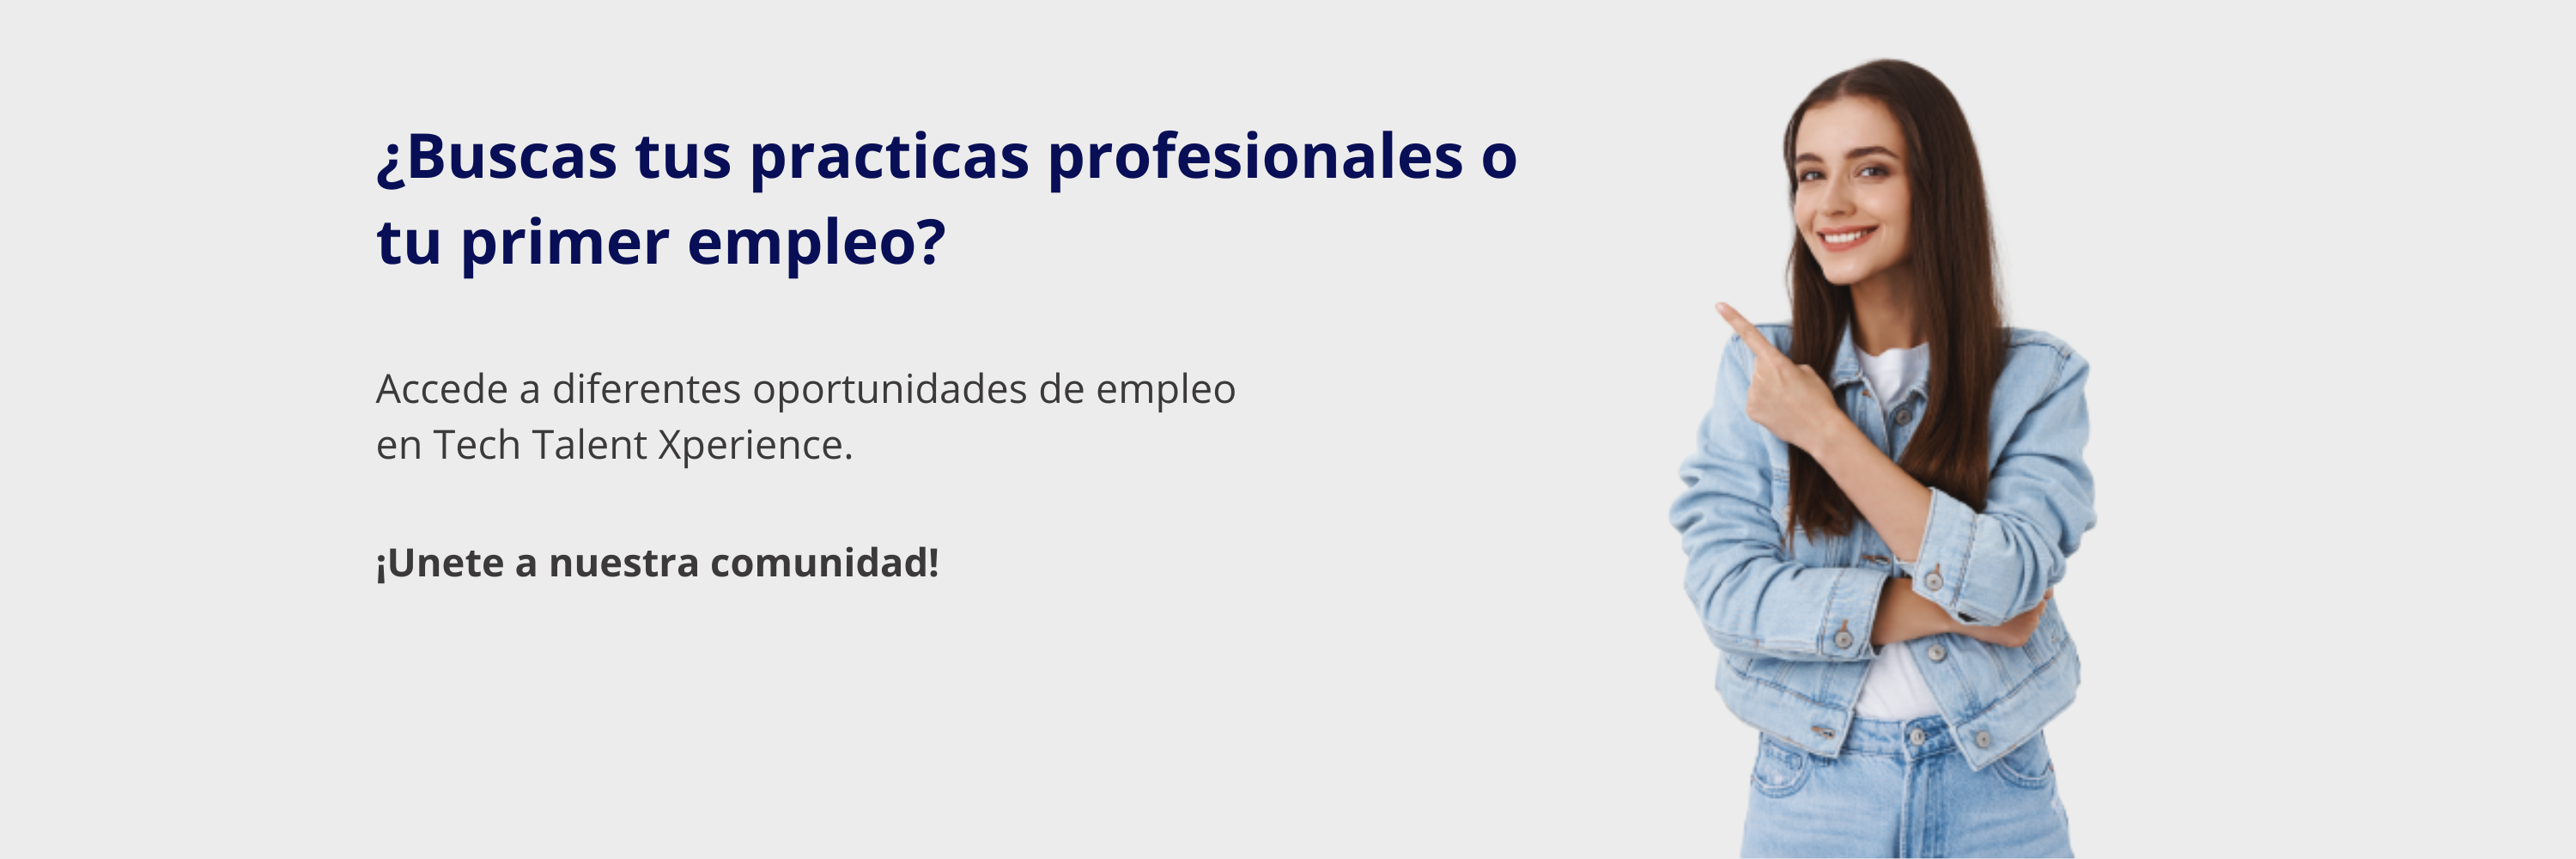 ¿Buscas tus practicas profesionales o
tu primer empleo?
Accede a diferentes oportunidades de empleo
en Tech Talent Xperience.
¡Unete a nuestra comunidad!